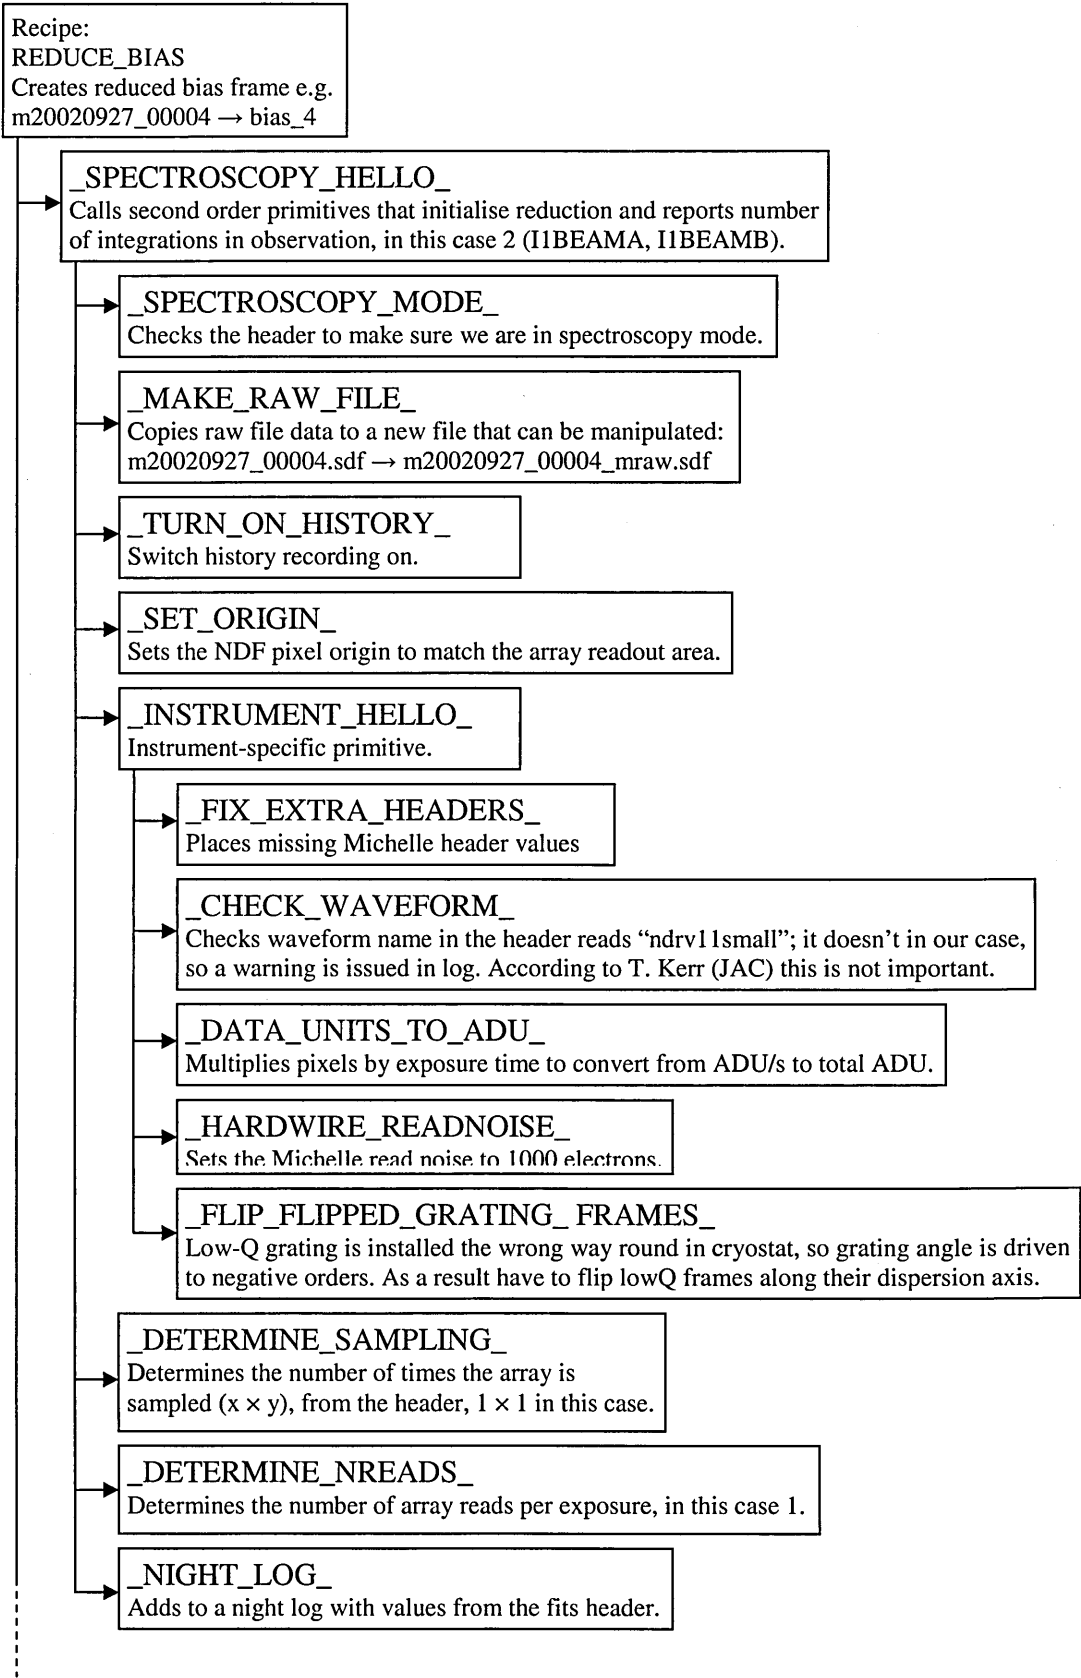 Recipe:
REDUCE_BIAS
Creates reduced bias frame e.g.
m20020927_00004 → bias_4
_SPECTROSCOPY_HELLO_
Calls second order primitives that initialise reduction and reports number
of integrations in observation, in this case 2 (I1BEAMA, I1BEAMB).
_SPECTROSCOPY_MODE_
Checks the header to make sure we are in spectroscopy mode.
_MAKE_RAW_FILE_
Copies raw file data to a new file that can be manipulated:
m20020927_00004.sdf → m20020927_00004_mraw.sdf
_TURN_ON_HISTORY_
Switch history recording on.
_SET_ORIGIN_
Sets the NDF pixel origin to match the array readout area.
_INSTRUMENT_HELLO_
Instrument-specific primitive.
_FIX_EXTRA_HEADERS_
Places missing Michelle header values
_CHECK_WAVEFORM_
Checks waveform name in the header reads “ndrv11small”; it doesn't in our case,
so a warning is issued in log. According to T. Kerr (JAC) this is not important.
_DATA_UNITS_TO_ADU_
Multiplies pixels by exposure time to convert from ADU/s to total ADU.
_HARDWIRE_READNOISE_
Sets the Michelle read noise to 1000 electrons.
_FLIP_FLIPPED_GRATING_ FRAMES_
Low-Q grating is installed the wrong way round in cryostat, so grating angle is driven
to negative orders. As a result have to flip lowQ frames along their dispersion axis.
_DETERMINE_SAMPLING_
Determines the number of times the array is
sampled (x × y), from the header, 1 × 1 in this case.
_DETERMINE_NREADS_
Determines the number of array reads per exposure, in this case 1.
_NIGHT_LOG_
Adds to a night log with values from the fits header.